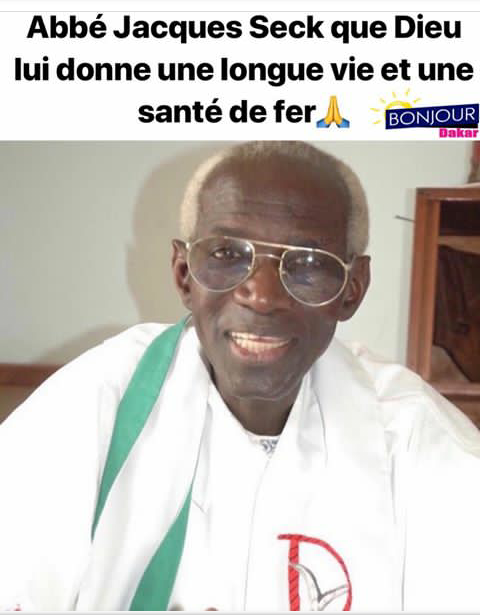 Abbé Jacques Seck que Dieu
lui donne une longue vie et une
santé de fer🙏
BONJOUR
Dakar